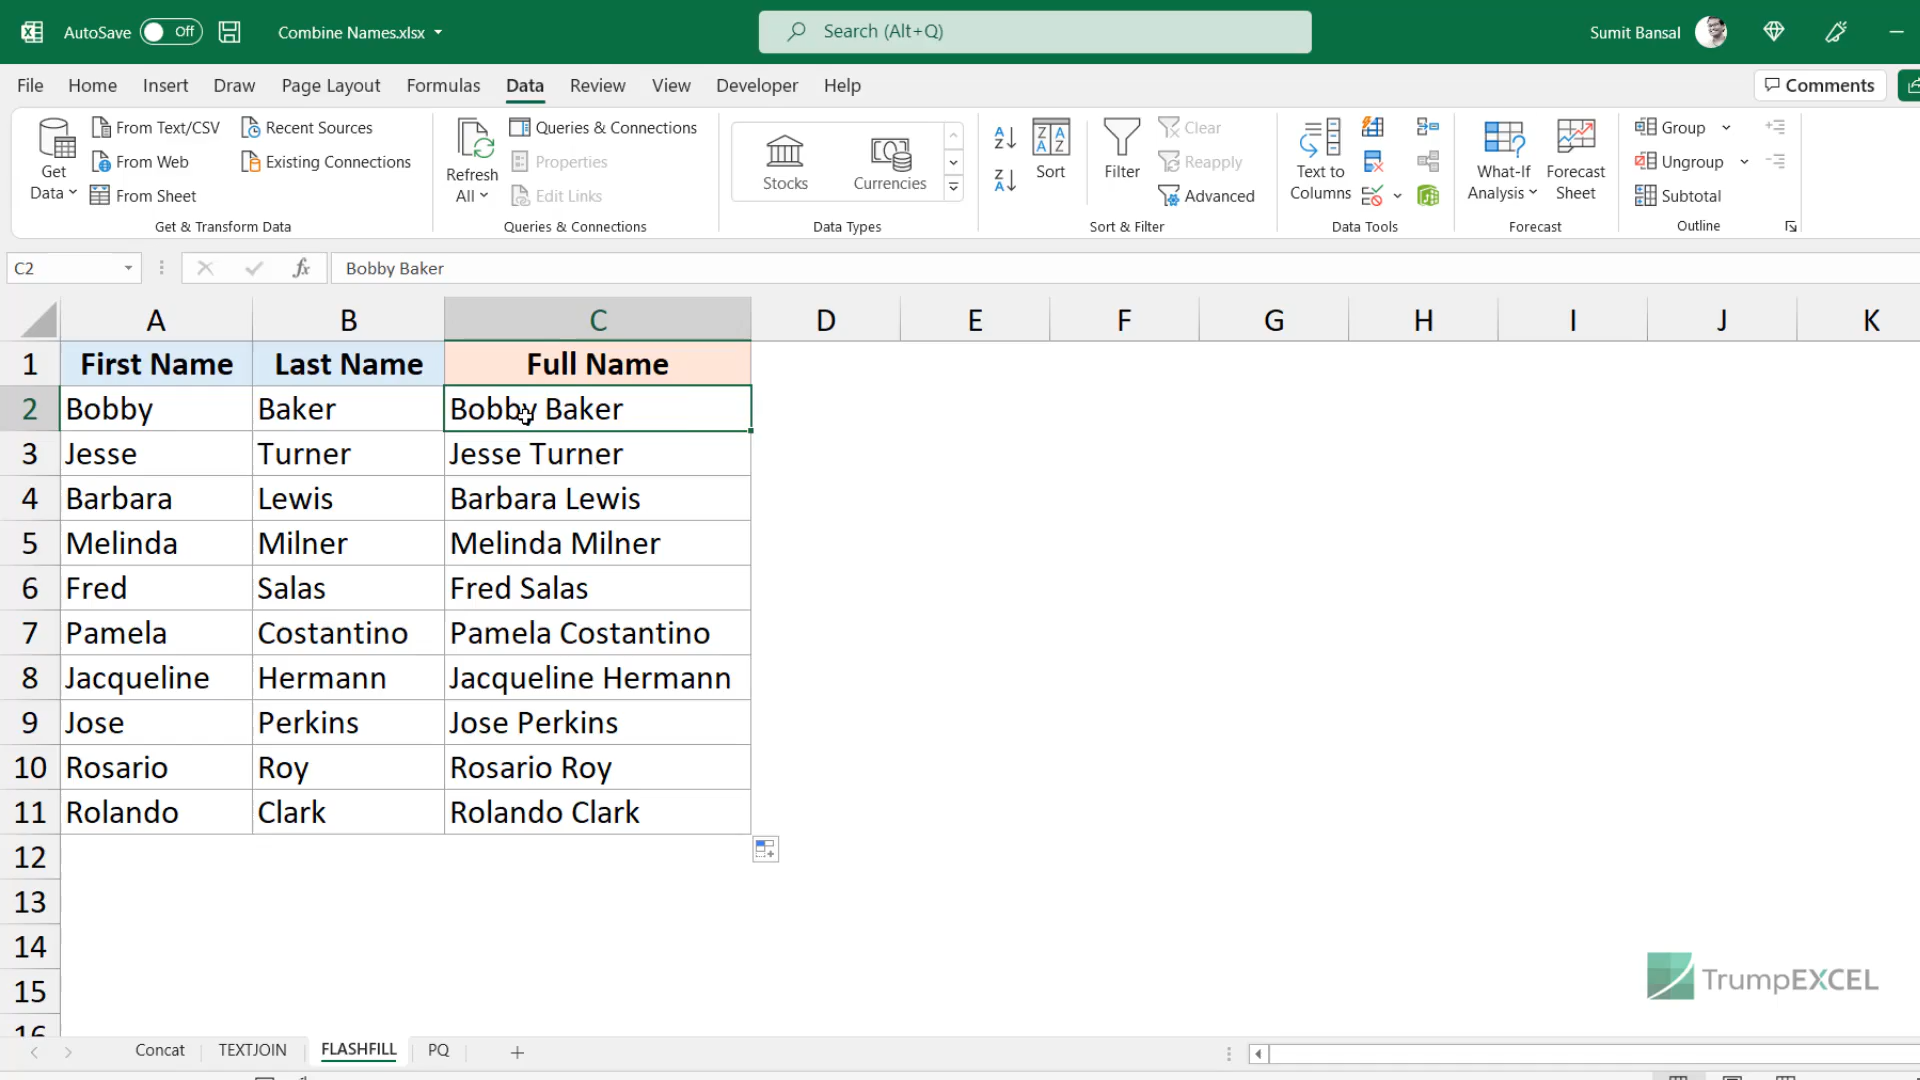 AutoSave Off Combine Names.xlsx Search (Alt+Q) Sumit Bansal
File Home Insert Draw Page Layout Formulas Data Review View Developer Help Comments
Get Data From Text/CSV From Web From Sheet Recent Sources Existing Connections
Get & Transform Data
Refresh All Queries & Connections Properties Edit Links
Queries & Connections
Stocks Currencies
Data Types
Sort Filter Clear Reapply Advanced
Sort & Filter
Text to Columns
Data Tools
What-If Analysis Forecast Sheet
Forecast
Group Ungroup Subtotal
Outline
C2 fx Bobby Baker
A B C D E F G H I J K
1 First Name Last Name Full Name
2 Bobby Baker Bobby Baker
3 Jesse Turner Jesse Turner
4 Barbara Lewis Barbara Lewis
5 Melinda Milner Melinda Milner
6 Fred Salas Fred Salas
7 Pamela Costantino Pamela Costantino
8 Jacqueline Hermann Jacqueline Hermann
9 Jose Perkins Jose Perkins
10 Rosario Roy Rosario Roy
11 Rolando Clark Rolando Clark
12
13
14
15
16
TrumpEXCEL
Concat TEXTJOIN FLASHFILL PQ